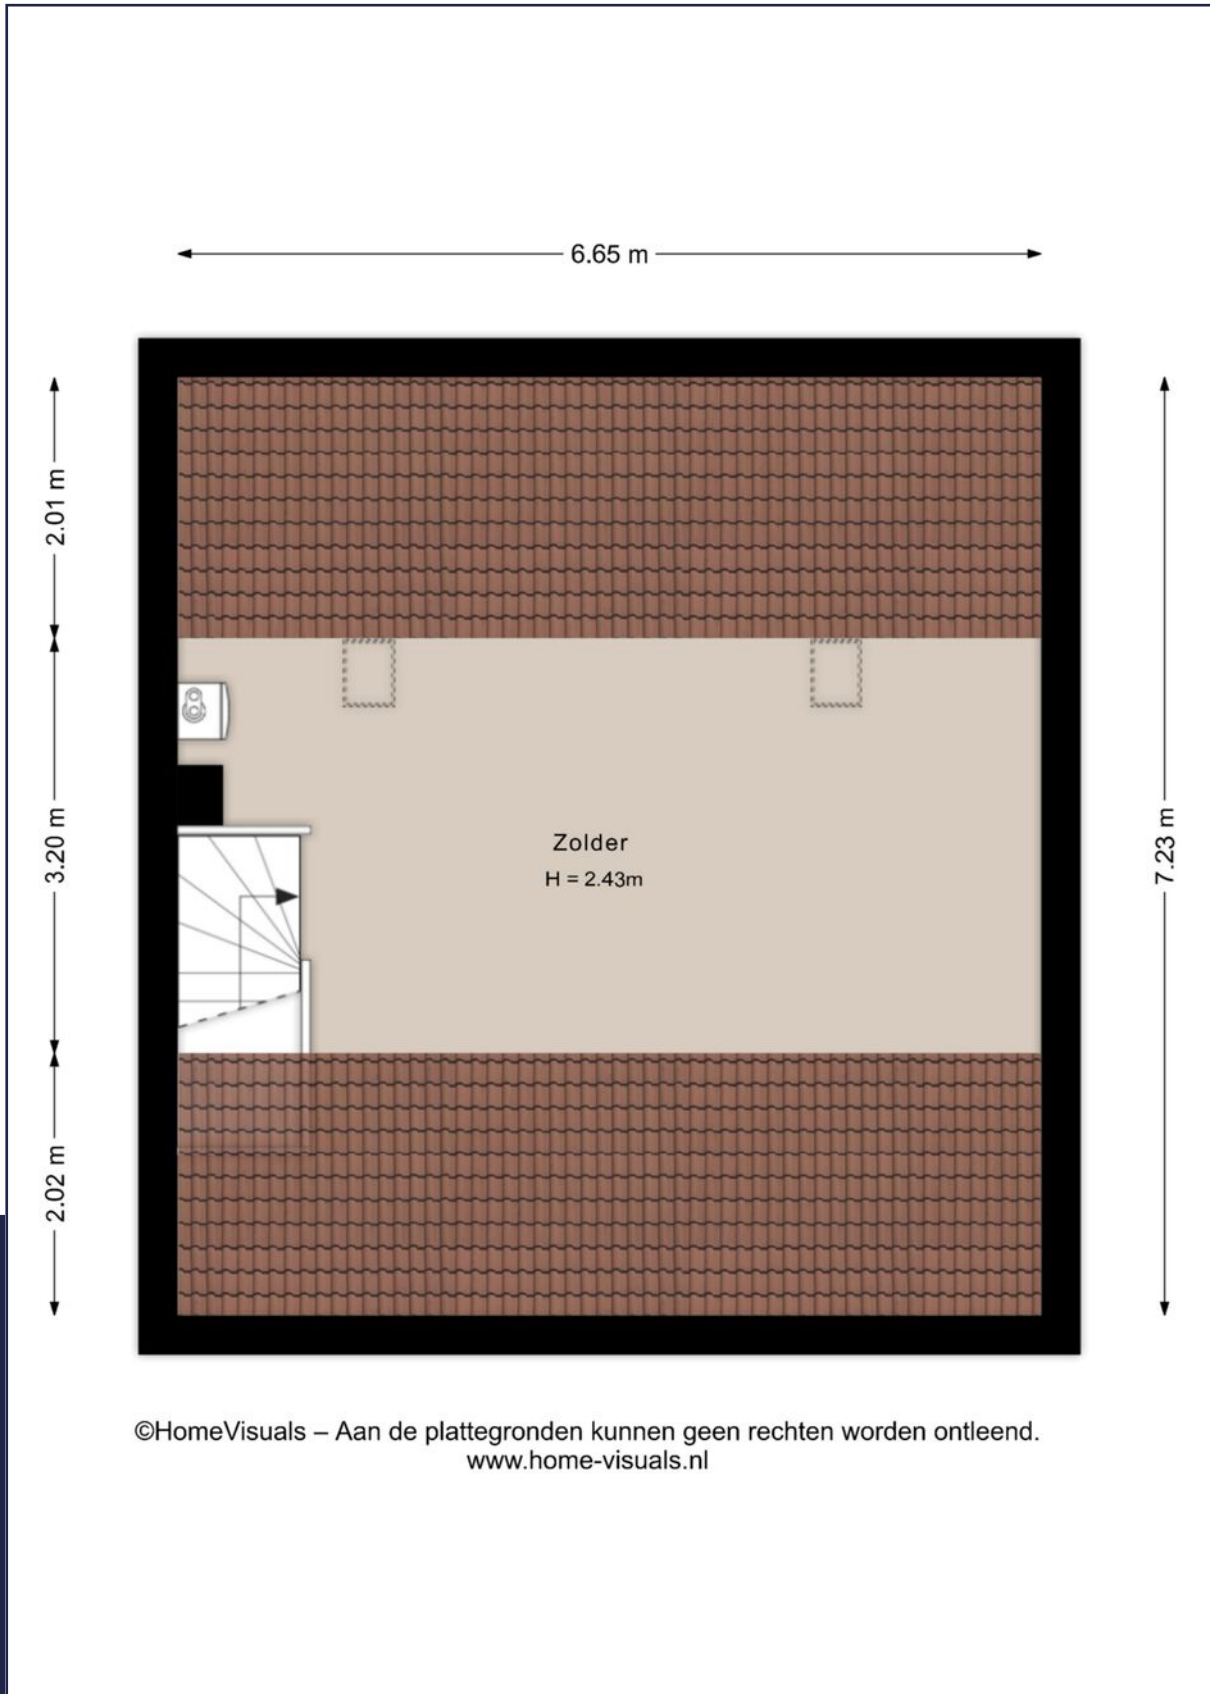 6.65 m
2.01 m
3.20 m
2.02 m
7.23 m
Zolder
H = 2.43m
©HomeVisuals – Aan de plattegronden kunnen geen rechten worden ontleend.
www.home-visuals.nl